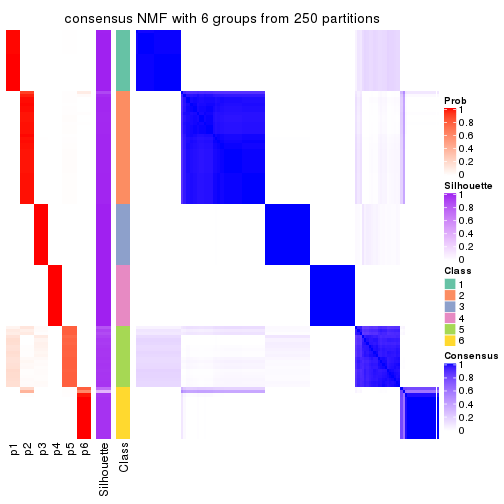 consensus NMF with 6 groups from 250 partitions
Prob
1
0.8
0.6
0.4
0.2
0
Silhouette
1
0.8
0.6
0.4
0.2
0
Class
1
2
3
4
5
6
Consensus
1
0.8
0.6
0.4
0.2
0
p1
p2
p3
p4
p5
p6
Silhouette
Class